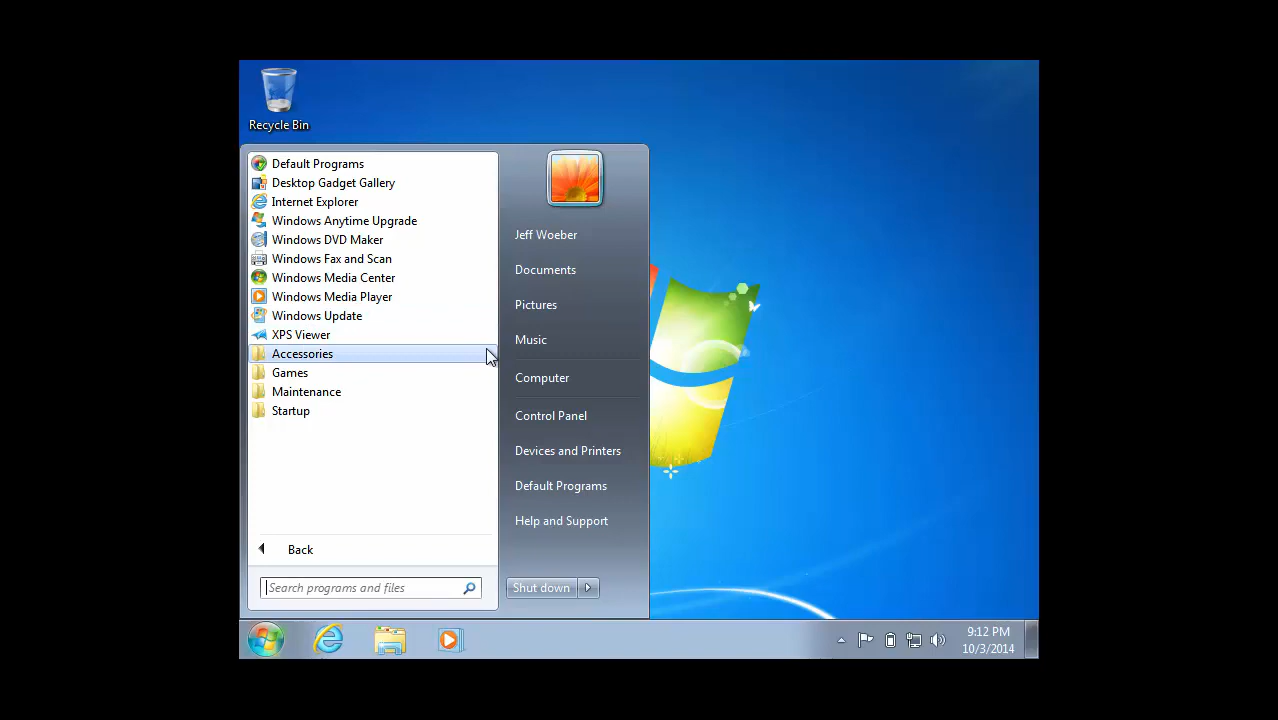 Recycle Bin
Default Programs
Desktop Gadget Gallery
Internet Explorer
Windows Anytime Upgrade
Windows DVD Maker
Windows Fax and Scan
Windows Media Center
Windows Media Player
Windows Update
XPS Viewer
Accessories
Games
Maintenance
Startup
Back
Search programs and files
Jeff Woeber
Documents
Pictures
Music
Computer
Control Panel
Devices and Printers
Default Programs
Help and Support
Shut down
9:12 PM
10/3/2014